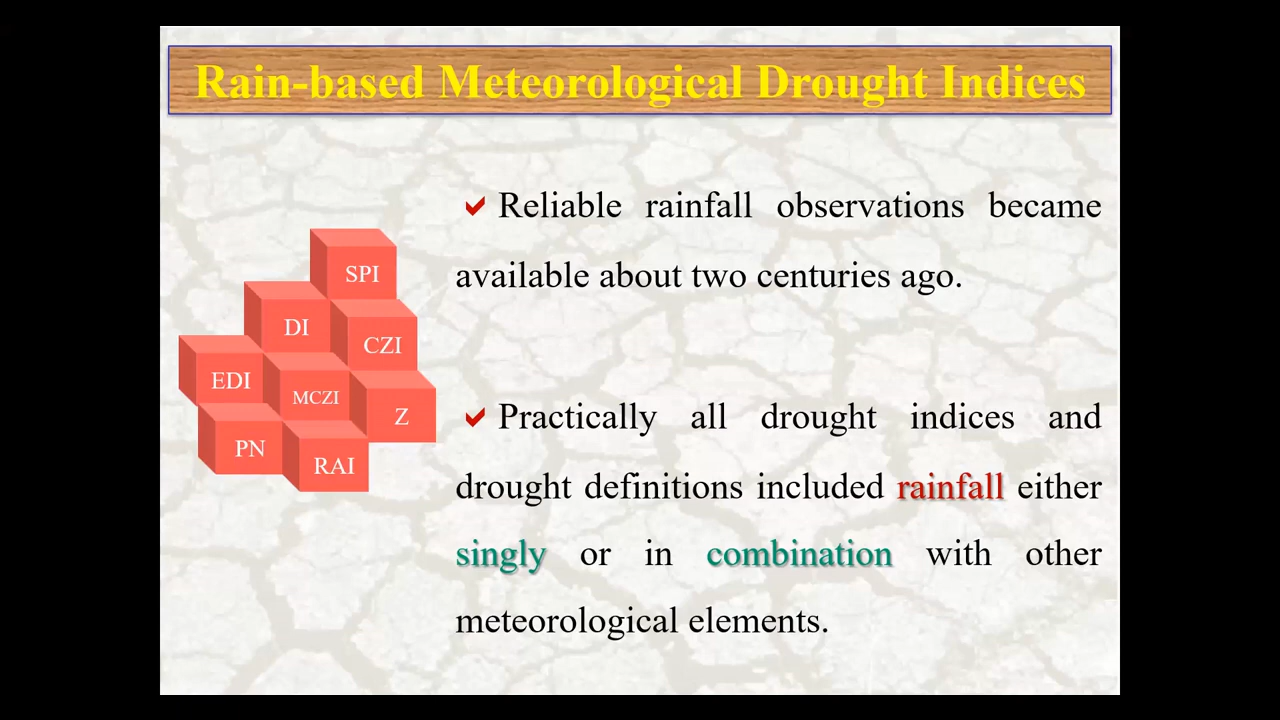 Rain-based Meteorological Drought Indices
Reliable rainfall observations became
available about two centuries ago.
Practically all drought indices and
drought definitions included rainfall either
singly or in combination with other
meteorological elements.
SPI
DI
CZI
EDI
MCZI
Z
PN
RAI